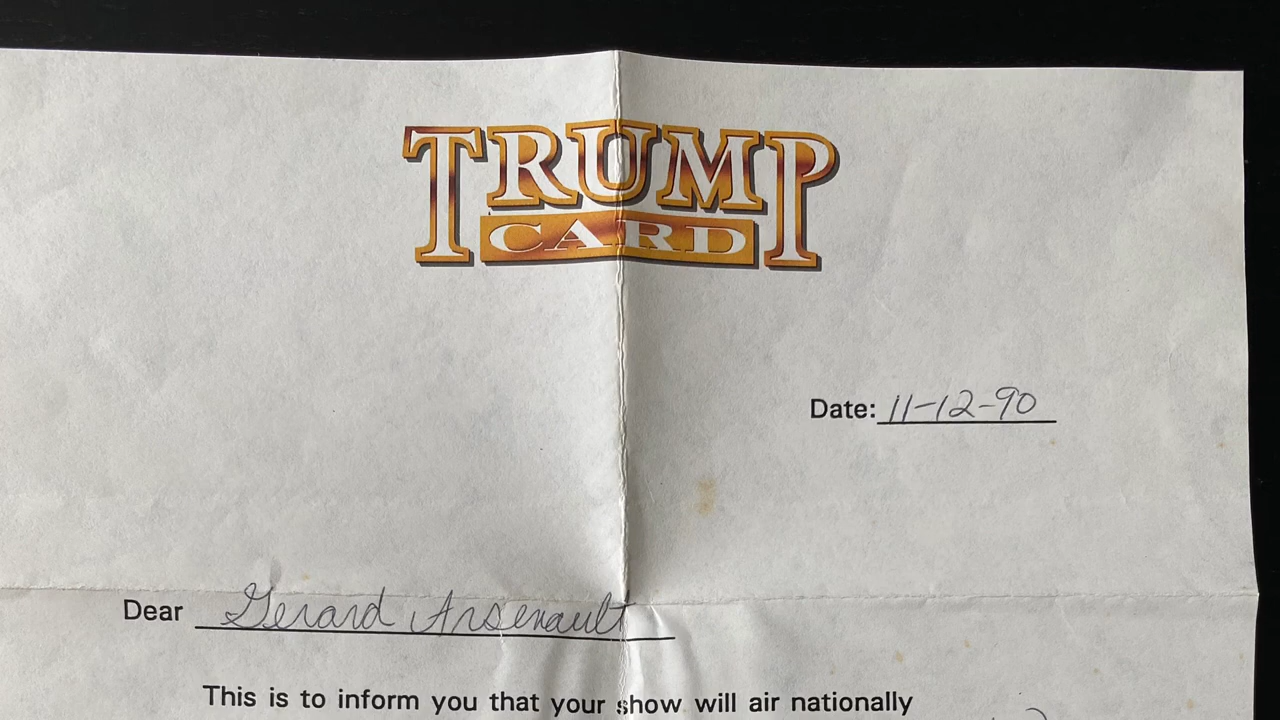 TRUMP
CARD
Date: 11-12-90
Dear Gerard Arsenault
This is to inform you that your show will air nationally